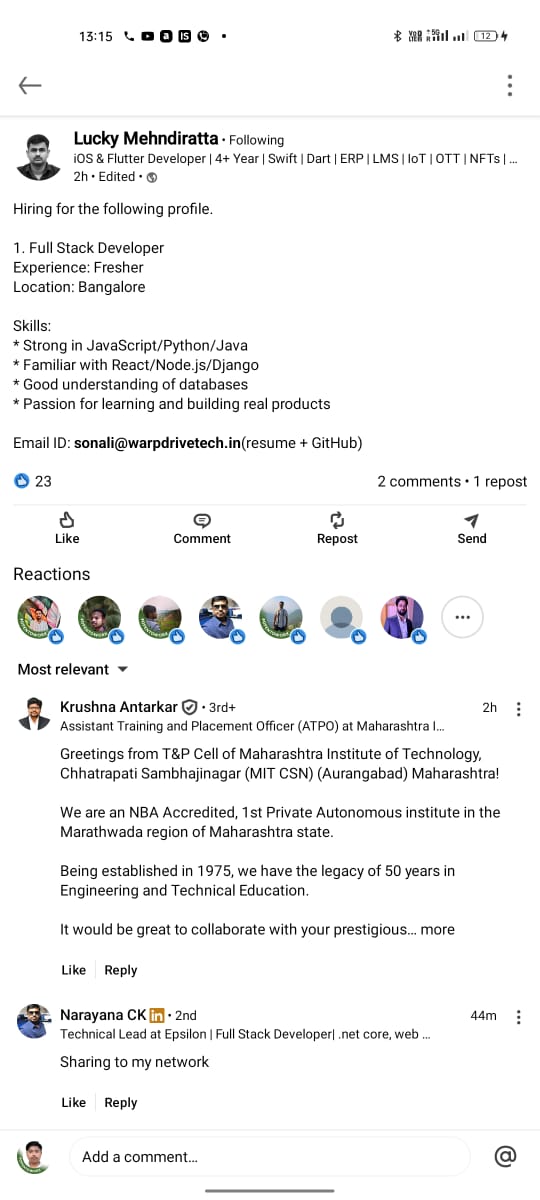 13:15
12
Lucky Mehndiratta • Following
iOS & Flutter Developer | 4+ Year | Swift | Dart | ERP | LMS | IoT | OTT | NFTs | ...
2h • Edited •
Hiring for the following profile.
1. Full Stack Developer
Experience: Fresher
Location: Bangalore
Skills:
* Strong in JavaScript/Python/Java
* Familiar with React/Node.js/Django
* Good understanding of databases
* Passion for learning and building real products
Email ID: sonali@warpdrivetech.in(resume + GitHub)
23
2 comments • 1 repost
Like
Comment
Repost
Send
Reactions
Most relevant
Krushna Antarkar • 3rd+
2h
Assistant Training and Placement Officer (ATPO) at Maharashtra I...
Greetings from T&P Cell of Maharashtra Institute of Technology,
Chhatrapati Sambhajinagar (MIT CSN) (Aurangabad) Maharashtra!
We are an NBA Accredited, 1st Private Autonomous institute in the
Marathwada region of Maharashtra state.
Being established in 1975, we have the legacy of 50 years in
Engineering and Technical Education.
It would be great to collaborate with your prestigious... more
Like
Reply
Narayana CK in • 2nd
44m
Technical Lead at Epsilon | Full Stack Developer| .net core, web ...
Sharing to my network
Like
Reply
Add a comment...
@